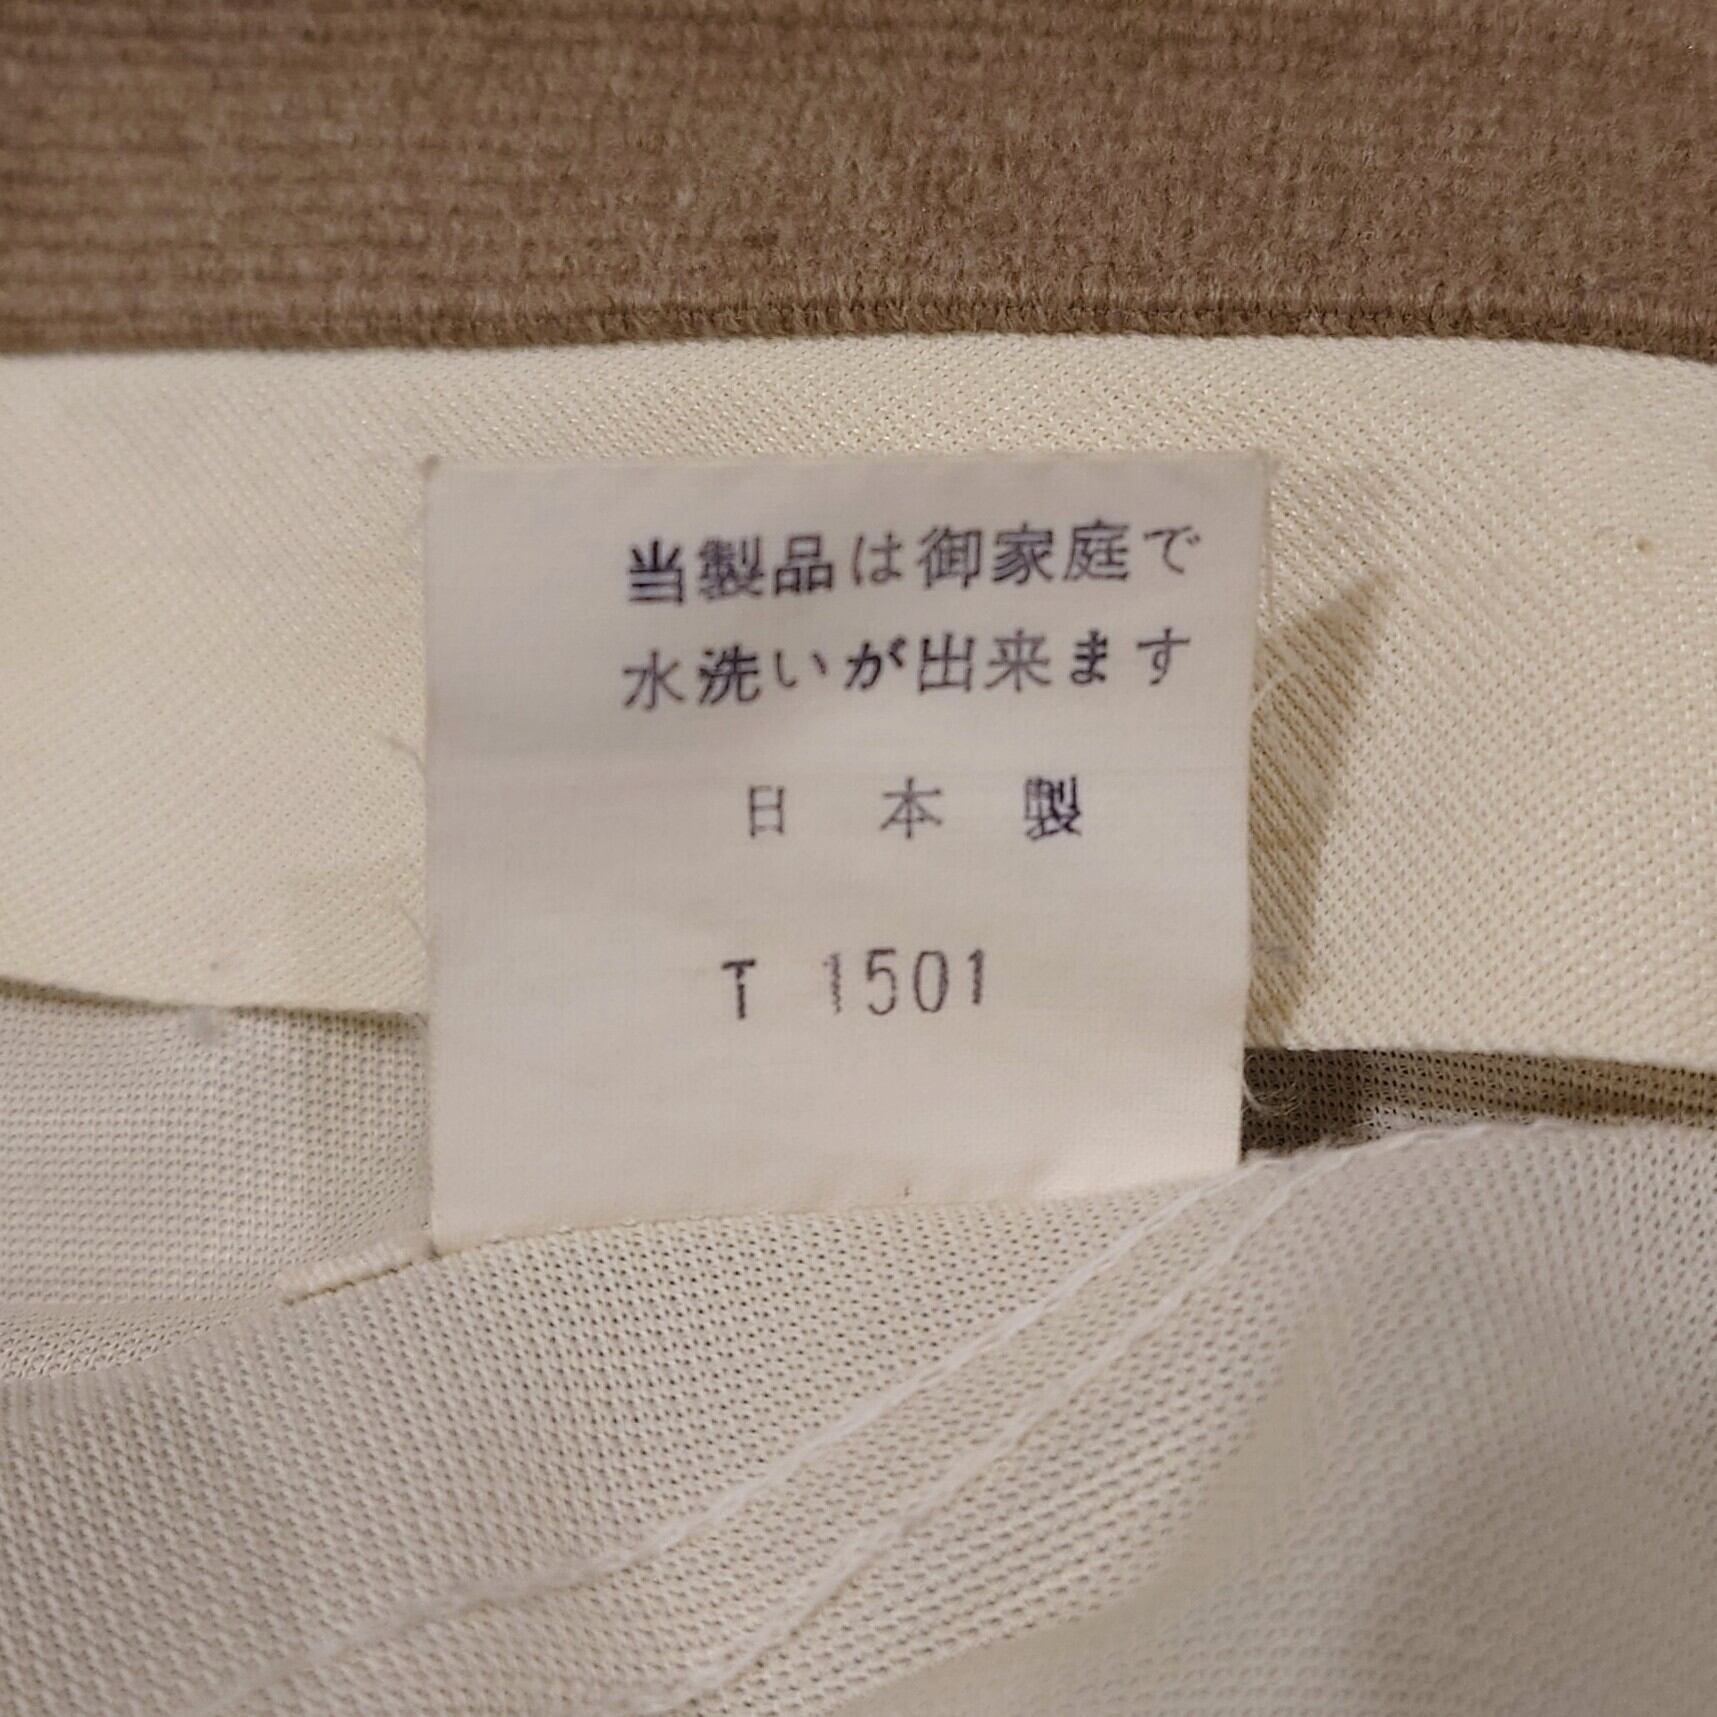 当製品は御家庭で
水洗いが出来ます
日本製
T 1501